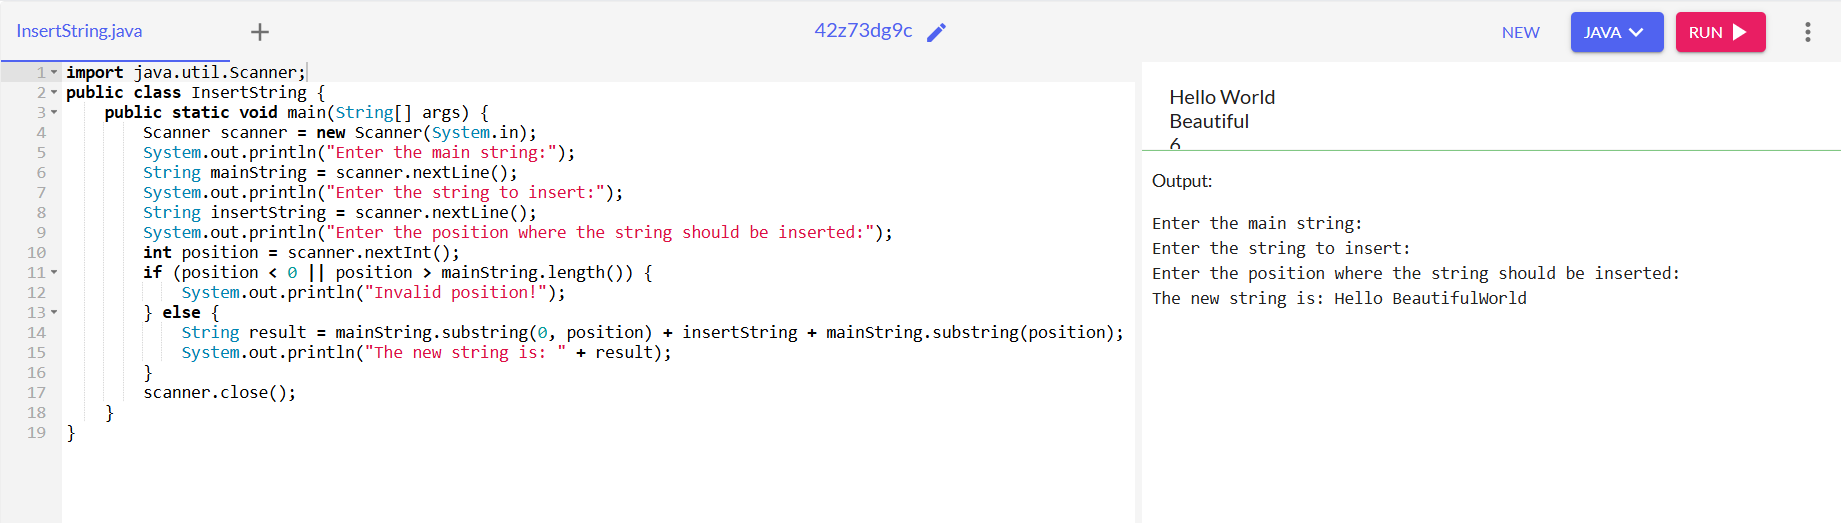 InsertString.java + 42z73dg9c NEW JAVA RUN
1 import java.util.Scanner;
2 public class InsertString {
3     public static void main(String[] args) {
4         Scanner scanner = new Scanner(System.in);
5         System.out.println("Enter the main string:");
6         String mainString = scanner.nextLine();
7         System.out.println("Enter the string to insert:");
8         String insertString = scanner.nextLine();
9         System.out.println("Enter the position where the string should be inserted:");
10         int position = scanner.nextInt();
11         if (position < 0 || position > mainString.length()) {
12             System.out.println("Invalid position!");
13         } else {
14             String result = mainString.substring(0, position) + insertString + mainString.substring(position);
15             System.out.println("The new string is: " + result);
16         }
17         scanner.close();
18     }
19 }
Hello World
Beautiful
6
Output:
Enter the main string:
Enter the string to insert:
Enter the position where the string should be inserted:
The new string is: Hello BeautifulWorld